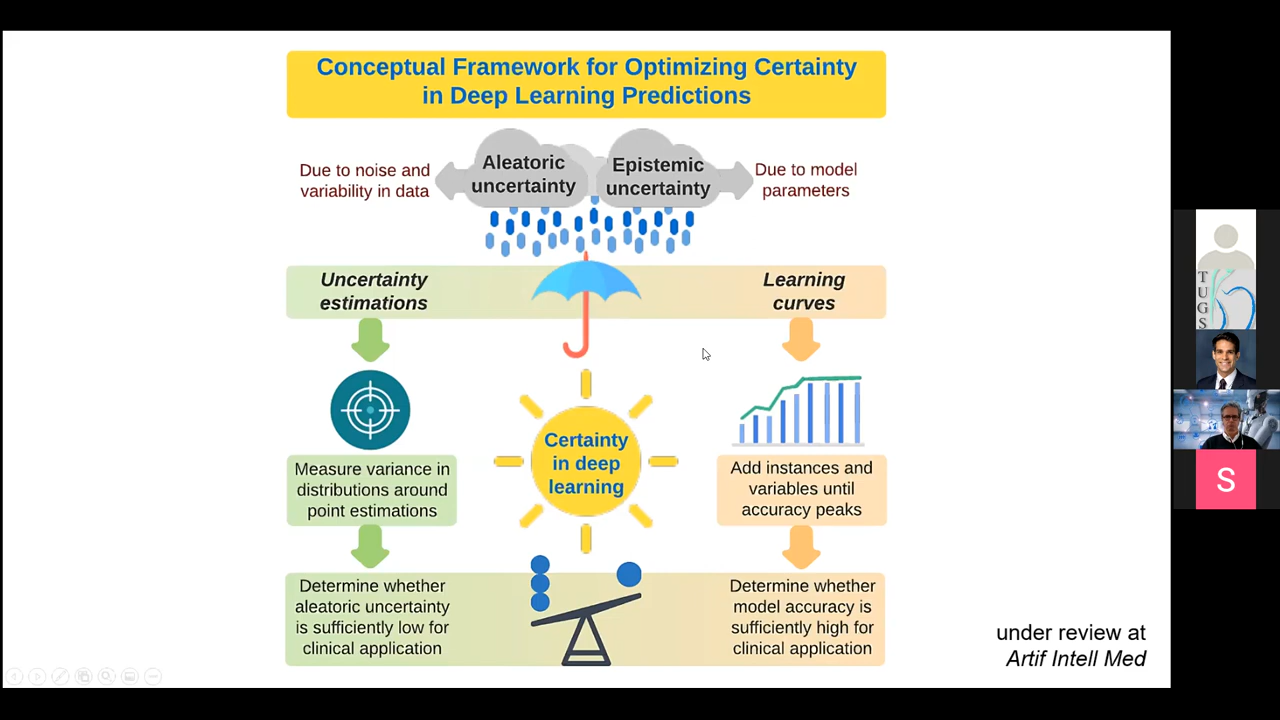 Conceptual Framework for Optimizing Certainty
in Deep Learning Predictions
Due to noise and
variability in data
Aleatoric
uncertainty
Epistemic
uncertainty
Due to model
parameters
Uncertainty
estimations
Learning
curves
Certainty
in deep
learning
Measure variance in
distributions around
point estimations
Add instances and
variables until
accuracy peaks
Determine whether
aleatoric uncertainty
is sufficiently low for
clinical application
Determine whether
model accuracy is
sufficiently high for
clinical application
under review at
Artif Intell Med
TUGS
S